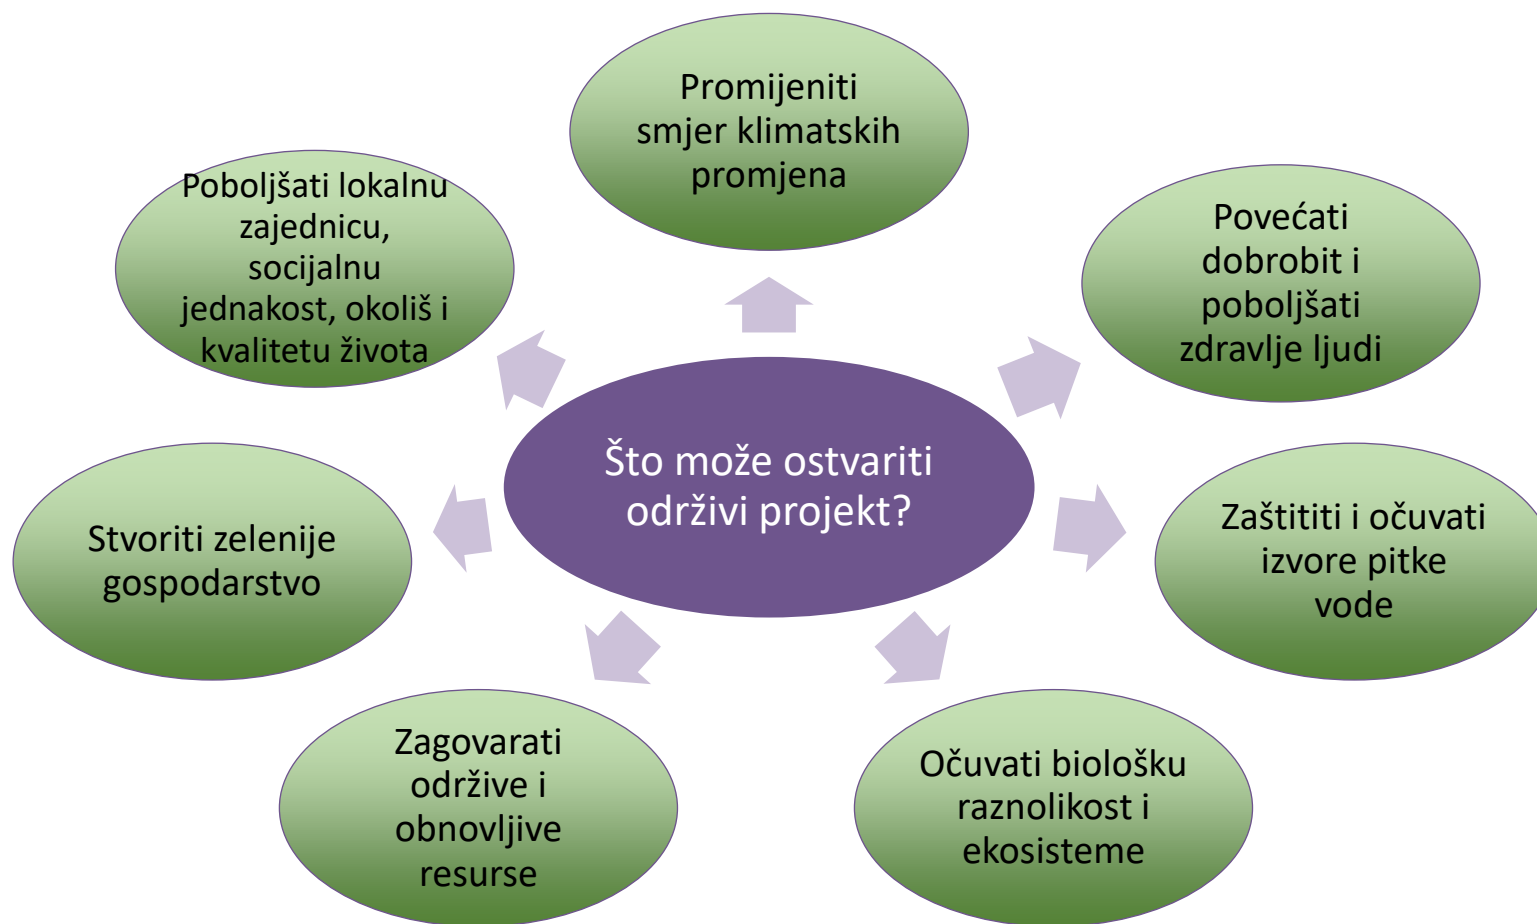 Promijeniti
smjer klimatskih
promjena
Povećati
dobrobit i
poboljšati
zdravlje ljudi
Zaštititi i očuvati
izvore pitke
vode
Očuvati biološku
raznolikost i
ekosisteme
Zagovarati
održive i
obnovljive
resurse
Stvoriti zelenije
gospodarstvo
Poboljšati lokalnu
zajednicu,
socijalnu
jednakost, okoliš i
kvalitetu života
Što može ostvariti
održivi projekt?